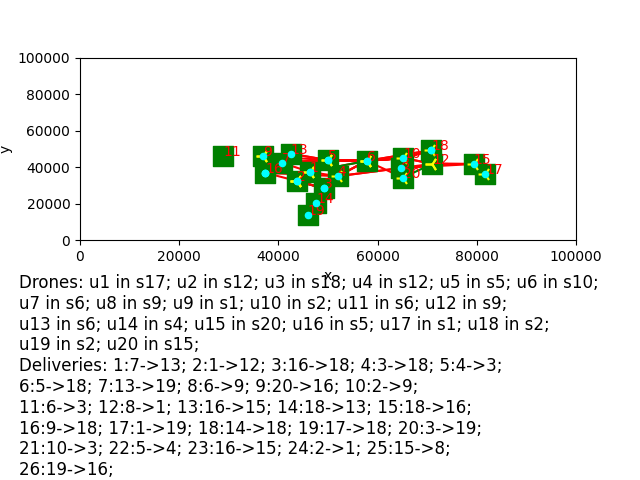 100000
80000
60000
40000
20000
0
y
0 20000 40000 60000 80000 100000
x
11
Drones: u1 in s17; u2 in s12; u3 in s18; u4 in s12; u5 in s5; u6 in s10;
u7 in s6; u8 in s9; u9 in s1; u10 in s2; u11 in s6; u12 in s9;
u13 in s6; u14 in s4; u15 in s20; u16 in s5; u17 in s1; u18 in s2;
u19 in s2; u20 in s15;
Deliveries: 1:7->13; 2:1->12; 3:16->18; 4:3->18; 5:4->3;
6:5->18; 7:13->19; 8:6->9; 9:20->16; 10:2->9;
11:6->3; 12:8->1; 13:16->15; 14:18->13; 15:18->16;
16:9->18; 17:1->19; 18:14->18; 19:17->18; 20:3->19;
21:10->3; 22:5->4; 23:16->15; 24:2->1; 25:15->8;
26:19->16;